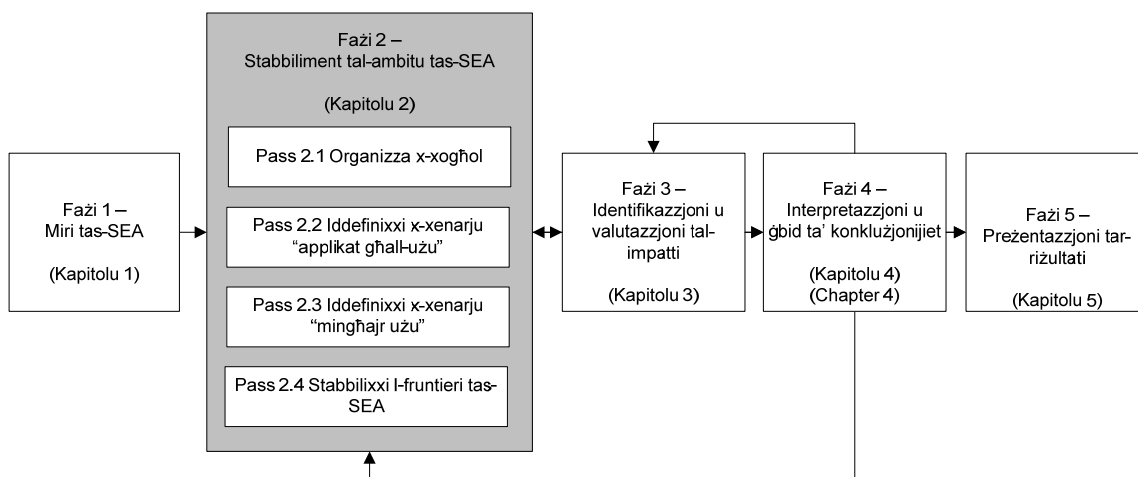 Fażi 1 –
Miri tas-SEA
(Kapitolu 1)
Fażi 2 –
Stabbiliment tal-ambitu tas-SEA
(Kapitolu 2)
Pass 2.1 Organizza x-xogħol
Pass 2.2 Iddefinixxi x-xenarju
“applikat għall-użu”
Pass 2.3 Iddefinixxi x-xenarju
“mingħajr użu”
Pass 2.4 Stabbilixxi l-fruntieri tas-
SEA
Fażi 3 –
Identifikazzjoni u
valutazzjoni tal-
impatti
(Kapitolu 3)
Fażi 4 –
Interpretazzjoni u
ġbid ta’ konklużjonijiet
(Kapitolu 4)
(Chapter 4)
Fażi 5 –
Preżentazzjoni tar-
riżultati
(Kapitolu 5)